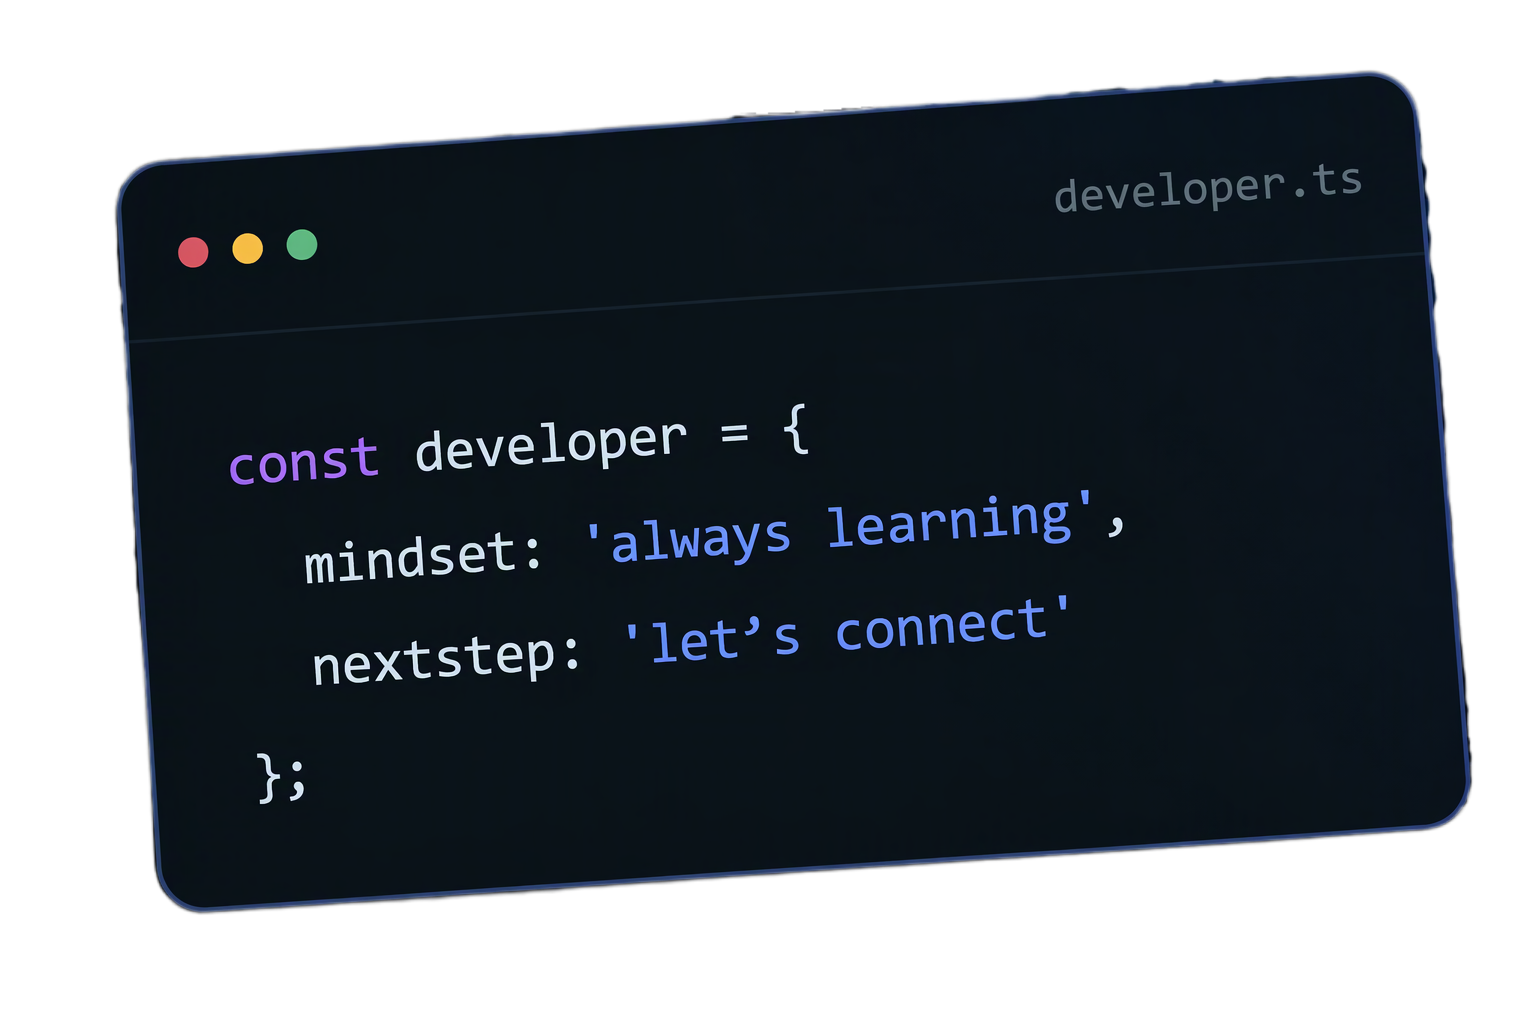 developer.ts
const developer = {
  mindset: 'always learning',
  nextstep: 'let’s connect'
};